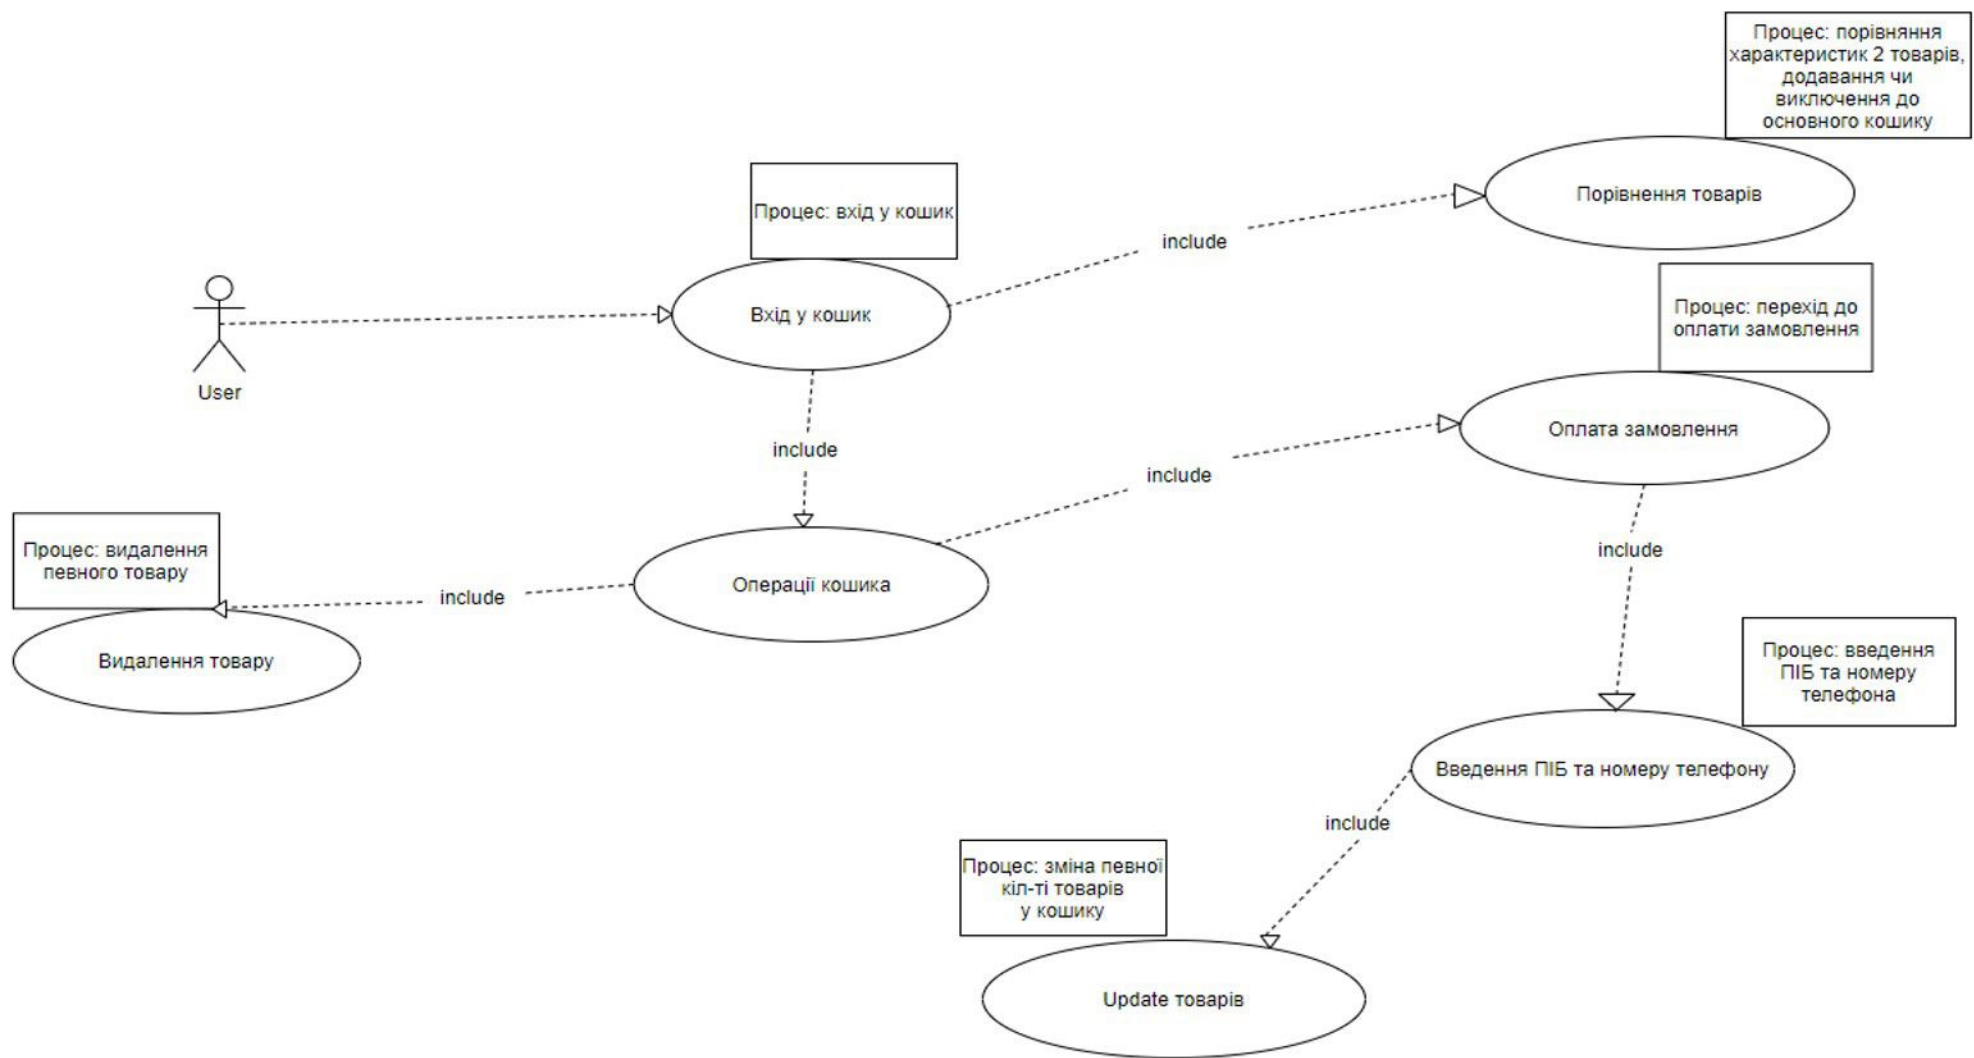 Процес: порівняння
характеристик 2 товарів,
додавання чи
виключення до
основного кошику
Порівнення товарів
Процес: вхід у кошик
include
Вхід у кошик
User
Процес: перехід до
оплати замовлення
Оплата замовлення
include
include
include
Процес: видалення
певного товару
include
Операції кошика
Видалення товару
Процес: введення
ПІБ та номеру
телефона
Введення ПІБ та номеру телефону
include
Процес: зміна певної
кіл-ті товарів
у кошику
Update товарів